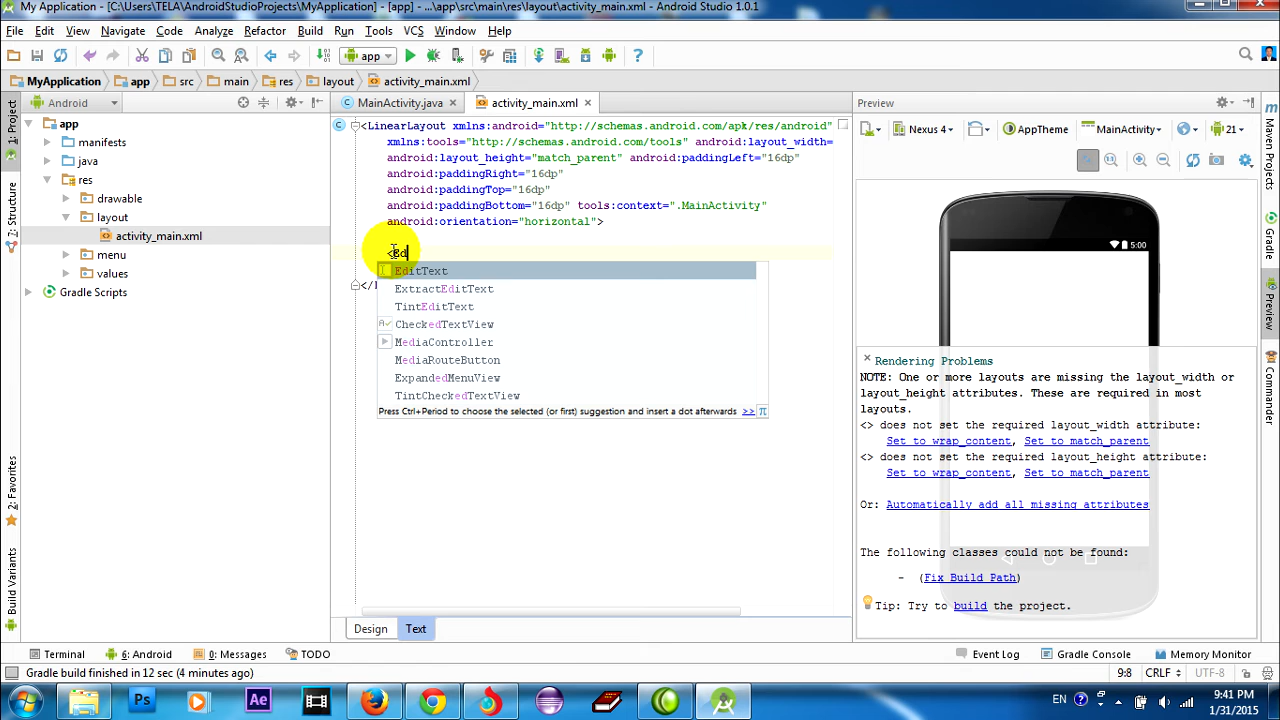 My Application - [C:\Users\TELA\AndroidStudioProjects\MyApplication] - [app] - ...\app\src\main\res\layout\activity_main.xml - Android Studio 1.0.1
File Edit View Navigate Code Analyze Refactor Build Run Tools VCS Window Help
app
MyApplication app src main res layout activity_main.xml
Android
MainActivity.java activity_main.xml
Preview
1: Project
7: Structure
2: Favorites
Build Variants
app
manifests
java
res
drawable
layout
activity_main.xml
menu
values
Gradle Scripts
<LinearLayout xmlns:android="http://schemas.android.com/apk/res/android"
xmlns:tools="http://schemas.android.com/tools" android:layout_width=
android:layout_height="match_parent" android:paddingLeft="16dp"
android:paddingRight="16dp"
android:paddingTop="16dp"
android:paddingBottom="16dp" tools:context=".MainActivity"
android:orientation="horizontal">
<Ed
EditText
ExtractEditText
TintEditText
CheckedTextView
MediaController
MediaRouteButton
ExpandedMenuView
TintCheckedTextView
Press Ctrl+Period to choose the selected (or first) suggestion and insert a dot afterwards >> π
</
Design Text
Nexus 4 AppTheme MainActivity 21
5:00
Rendering Problems
NOTE: One or more layouts are missing the layout_width or
layout_height attributes. These are required in most
layouts.
<> does not set the required layout_width attribute:
Set to wrap_content, Set to match_parent
<> does not set the required layout_height attribute:
Set to wrap_content, Set to match_parent
Or: Automatically add all missing attributes
The following classes could not be found:
- (Fix Build Path)
Tip: Try to build the project.
Maven Projects
Gradle
Preview
Commander
Terminal 6: Android 0: Messages TODO Event Log Gradle Console Memory Monitor
Gradle build finished in 12 sec (4 minutes ago) 9:8 CRLF UTF-8
Ps Ae
EN
9:41 PM
1/31/2015